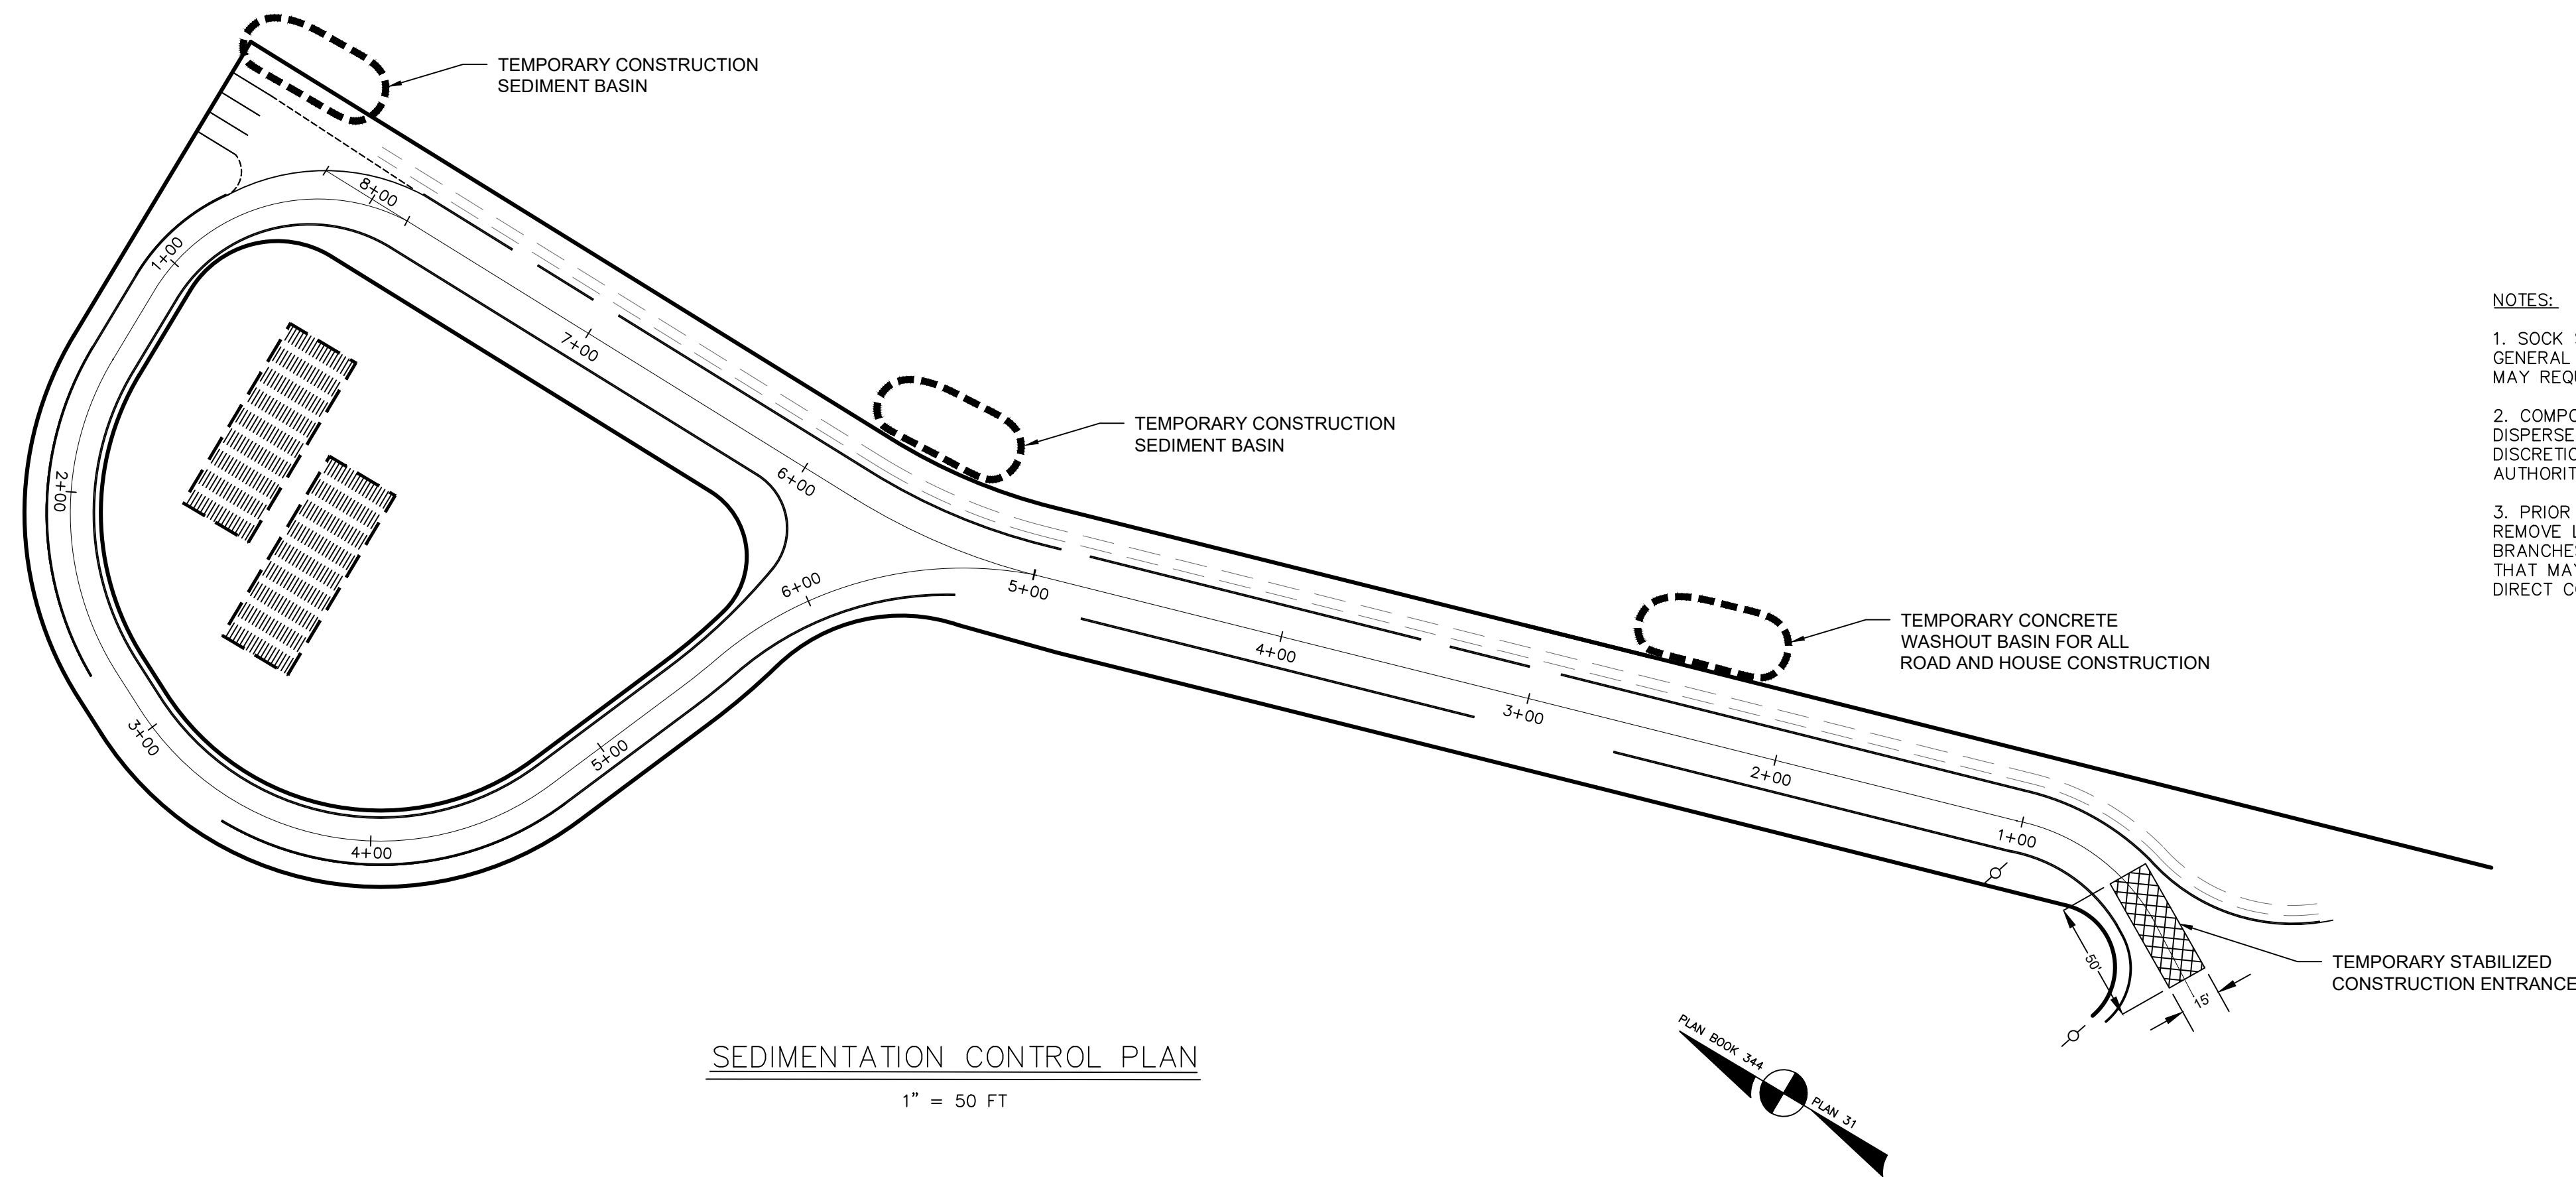 TEMPORARY CONSTRUCTION
SEDIMENT BASIN
8+00
1+00
7+00
2+00
6+00
3+00
4+00
5+00
6+00
TEMPORARY CONSTRUCTION
SEDIMENT BASIN
5+00
4+00
3+00
2+00
1+00
TEMPORARY CONCRETE
WASHOUT BASIN FOR ALL
ROAD AND HOUSE CONSTRUCTION
NOTES:
1. SOCK
GENERAL
MAY
2.
DISPERSE
3. PRIOR
REMOVE
THAT
DIRECT
50'
15'
TEMPORARY STABILIZED
CONSTRUCTION ENTRANCE
SEDIMENTATION CONTROL PLAN
1" = 50 FT
PLAN BOOK 344
PLAN 31